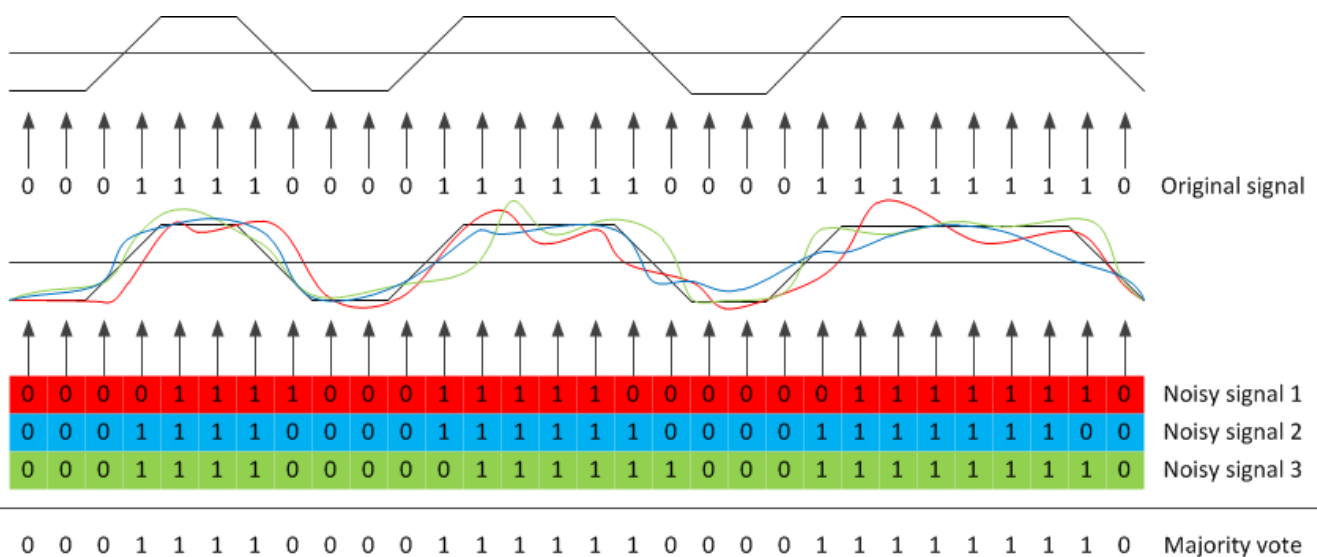 0 0 0 1 1 1 1 0 0 0 0 1 1 1 1 1 1 0 0 0 0 1 1 1 1 1 1 1 1 0 Original signal
0 0 0 0 1 1 1 1 0 0 0 1 1 1 1 1 0 0 0 0 0 0 1 1 1 1 1 1 1 0 Noisy signal 1
0 0 0 1 1 1 1 0 0 0 0 1 1 1 1 1 1 0 0 0 0 1 1 1 1 1 1 1 0 0 Noisy signal 2
0 0 0 1 1 1 1 0 0 0 0 0 1 1 1 1 1 1 0 0 0 1 1 1 1 1 1 1 1 0 Noisy signal 3
0 0 0 1 1 1 1 0 0 0 0 1 1 1 1 1 1 0 0 0 0 1 1 1 1 1 1 1 1 0 Majority vote